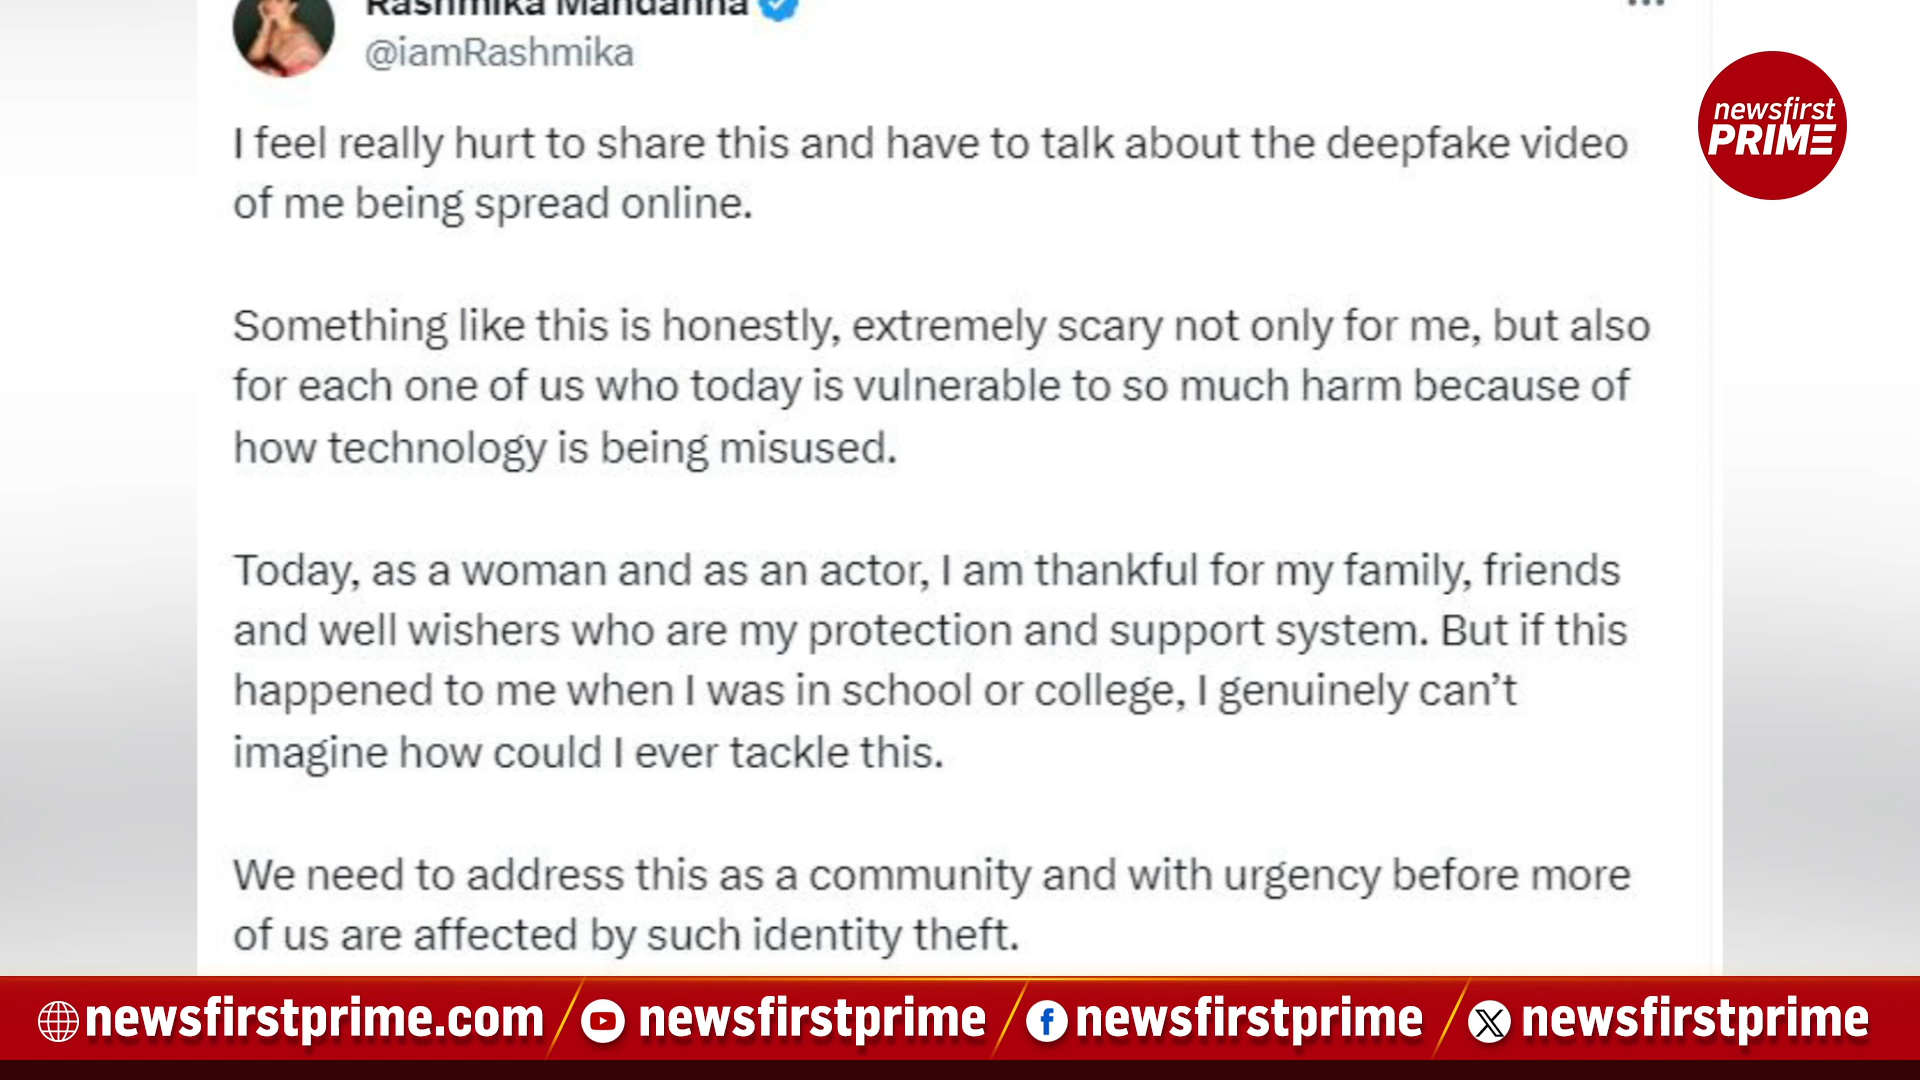 Rashmika Mandanna
@iamRashmika
newsfirst
PRIME
I feel really hurt to share this and have to talk about the deepfake video
of me being spread online.
Something like this is honestly, extremely scary not only for me, but also
for each one of us who today is vulnerable to so much harm because of
how technology is being misused.
Today, as a woman and as an actor, I am thankful for my family, friends
and well wishers who are my protection and support system. But if this
happened to me when I was in school or college, I genuinely can’t
imagine how could I ever tackle this.
We need to address this as a community and with urgency before more
of us are affected by such identity theft.
newsfirstprime.com / newsfirstprime / newsfirstprime / newsfirstprime